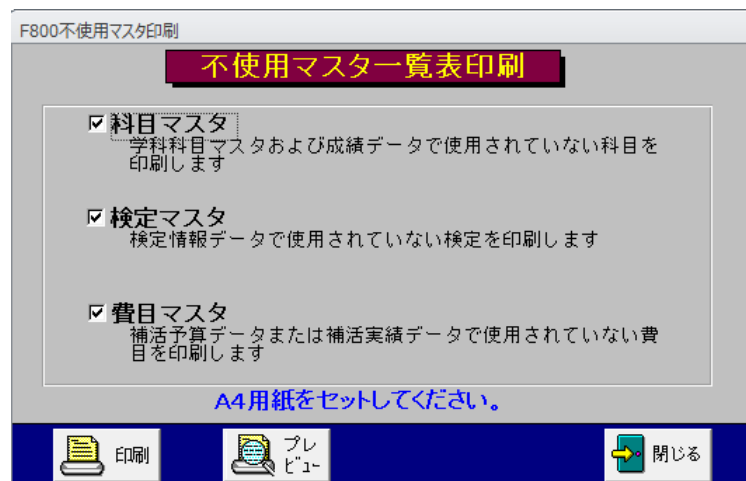 F800不使用マスタ印刷
不使用マスター覧表印刷
科目マスタ
学科科目マスタおよび成績データで使用されていない科目を
印刷します
検定マスタ
検定情報データで使用されていない検定を印刷します
費目マスタ
補活予算データまたは補活実績データで使用されていない費
目を印刷します
A4用紙をセットしてください。
印刷
プレ
ビュー
閉じる